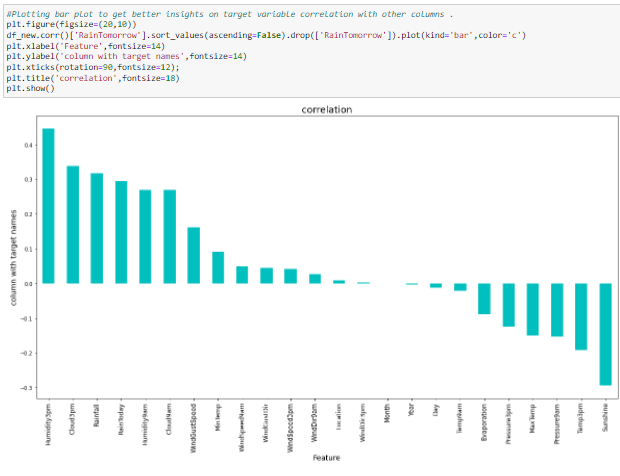 #Plotting bar plot to get better insights on target variable correlation with other columns .
plt.figure(figsize=(20,10))
df_new.corr()['RainTomorrow'].sort_values(ascending=False).drop(['RainTomorrow']).plot(kind='bar',color='c')
plt.xlabel('Feature',fontsize=14)
plt.ylabel('column with target names',fontsize=14)
plt.xticks(rotation=90,fontsize=12);
plt.title('correlation',fontsize=18)
plt.show()
correlation
column with target names
0.4
0.3
0.2
0.1
0.0
-0.1
-0.2
-0.3
Humidity3pm
Cloud3pm
Rainfall
RainToday
Humidity9am
Cloud9am
WindGustSpeed
MinTemp
WindSpeed9am
WindGustDir
WindSpeed3pm
WindDir9am
Location
WindDir3pm
Month
Year
Day
Temp9am
Evaporation
Pressure3pm
MaxTemp
Pressure9am
Temp3pm
Sunshine
Feature